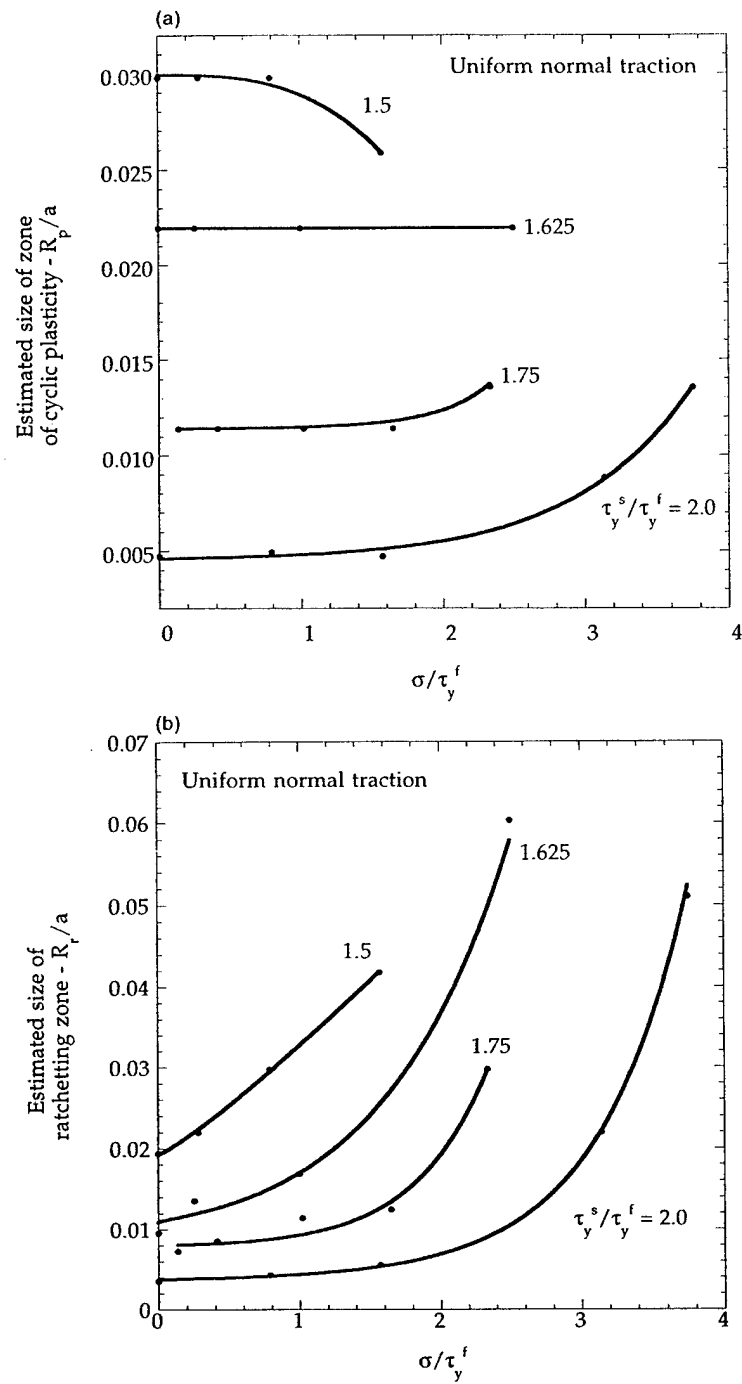 (a)
Uniform normal traction
0.030
0.025
0.020
0.015
0.010
0.005
1.5
1.625
1.75
τ_y^s/τ_y^f = 2.0
Estimated size of zone
of cyclic plasticity - R_p/a
0 1 2 3 4
σ/τ_y^f
(b)
Uniform normal traction
0.07
0.06
0.05
0.04
0.03
0.02
0.01
0
1.625
1.5
1.75
τ_y^s/τ_y^f = 2.0
Estimated size of
ratchetting zone - R_r/a
0 1 2 3 4
σ/τ_y^f